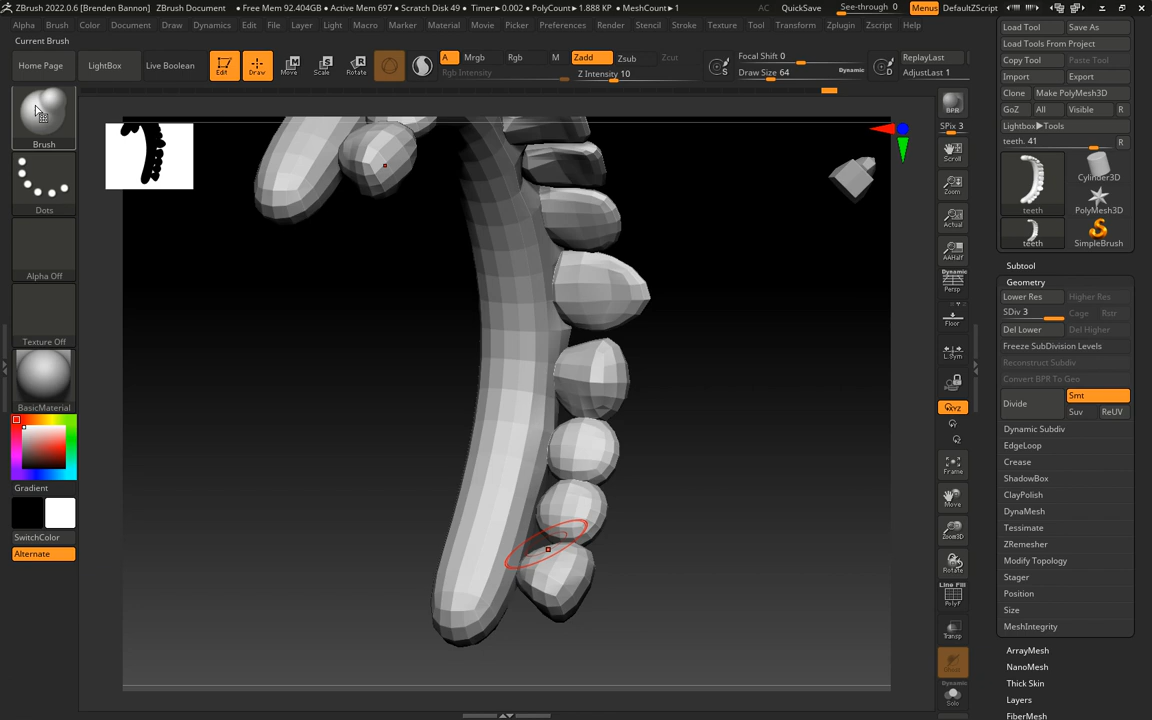 ZBrush 2022.0.6 [Brenden Bannon] ZBrush Document • Free Mem 92.404GB • Active Mem 697 • Scratch Disk 49 • Timer▶0.002 • PolyCount▶1.888 KP • MeshCount▶1
AC QuickSave See-through 0 Menus DefaultZScript
Alpha Brush Color Document Draw Dynamics Edit File Layer Light Macro Marker Material Movie Picker Preferences Render Stencil Stroke Texture Tool Transform Zplugin Zscript Help
Current Brush
Home Page LightBox Live Boolean Edit Draw Move Scale Rotate
A Mrgb Rgb M Zadd Zsub Zcut
Rgb Intensity Z Intensity 10
S Focal Shift 0
Draw Size 64 Dynamic
D ReplayLast
AdjustLast 1
Brush
Dots
Alpha Off
Texture Off
BasicMaterial
Gradient
SwitchColor
Alternate
BPR
SPix 3
Scroll
Zoom
Actual
AAHalf
Dynamic
Persp
Floor
L.Sym
XYZ
Frame
Move
Zoom3D
Rotate
Line Fill
PolyF
Transp
Ghost
Dynamic
Solo
Load Tool Save As
Load Tools From Project
Copy Tool Paste Tool
Import Export
Clone Make PolyMesh3D
GoZ All Visible R
Lightbox▶Tools
teeth. 41 R
teeth
Cylinder3D
PolyMesh3D
teeth
SimpleBrush
Subtool
Geometry
Lower Res Higher Res
SDiv 3 Cage Rstr
Del Lower Del Higher
Freeze SubDivision Levels
Reconstruct Subdiv
Convert BPR To Geo
Divide Smt
Suv ReUV
Dynamic Subdiv
EdgeLoop
Crease
ShadowBox
ClayPolish
DynaMesh
Tessimate
ZRemesher
Modify Topology
Stager
Position
Size
MeshIntegrity
ArrayMesh
NanoMesh
Thick Skin
Layers
FiberMesh